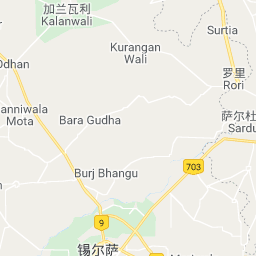 加兰瓦利
Kalanwali
Surtia
Kurangan
Wali
Odhan
罗里
Rori
anniwala
Mota
Bara Gudha
萨尔杜
Sardu
703
Burj Bhangu
9
锡尔萨